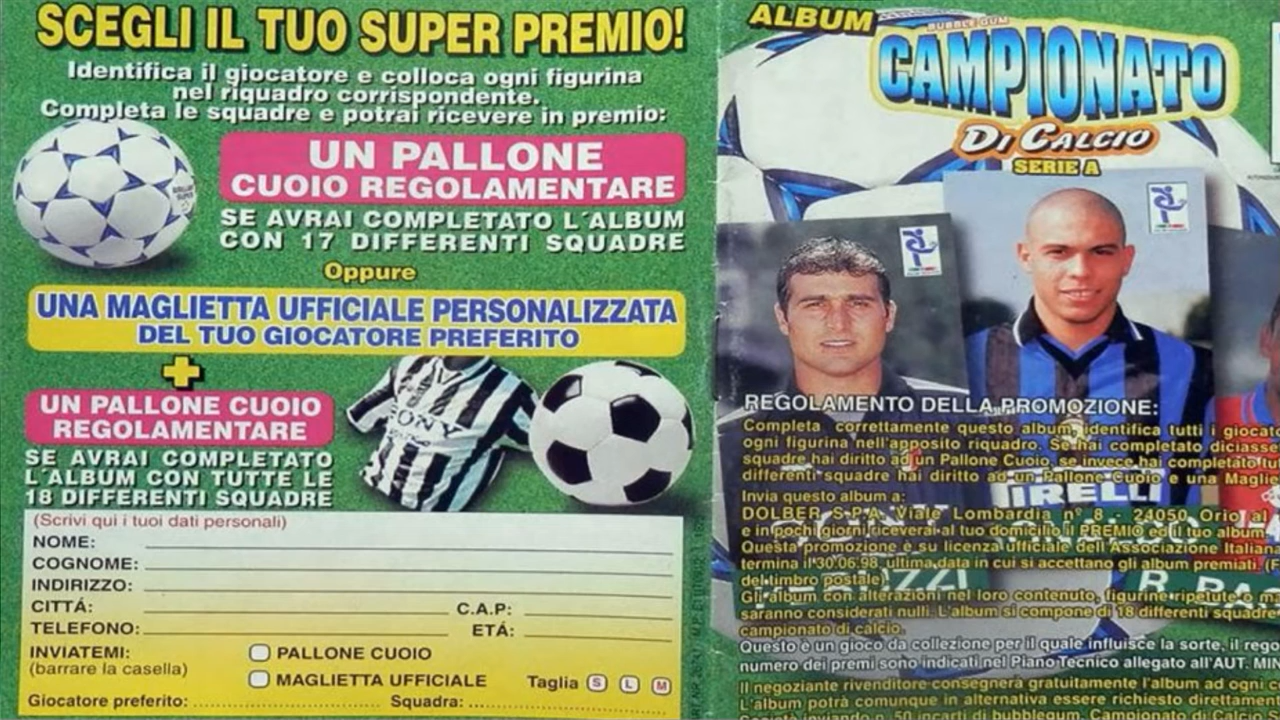 SCEGLI IL TUO SUPER PREMIO!
Identifica il giocatore e colloca ogni figurina
nel riquadro corrispondente.
Completa le squadre e potrai ricevere in premio:
UN PALLONE
CUOIO REGOLAMENTARE
SE AVRAI COMPLETATO L´ALBUM
CON 17 DIFFERENTI SQUADRE
Oppure
UNA MAGLIETTA UFFICIALE PERSONALIZZATA
DEL TUO GIOCATORE PREFERITO
+
UN PALLONE CUOIO
REGOLAMENTARE
SE AVRAI COMPLETATO
L´ALBUM CON TUTTE LE
18 DIFFERENTI SQUADRE
SONY
(Scrivi qui i tuoi dati personali)
NOME:
COGNOME:
INDIRIZZO:
CITTÁ: C.A.P.:
TELEFONO: ETÁ:
INVIATEMI: PALLONE CUOIO
(barrare la casella) MAGLIETTA UFFICIALE Taglia S L M
Giocatore preferito: Squadra:
ALBUM
BUBBLE GUM
CAMPIONATO
DI CALCIO
SERIE A
REGOLAMENTO DELLA PROMOZIONE:
Completa correttamente questo album, identifica tutti i
ogni figurina nell'apposito riquadro. Se hai completato
squadre hai diritto ad un Pallone Cuoio, se invece hai completato
differenti squadre hai diritto ad un Pallone Cuoio e una
Invia questo album a:
DOLBER S.P.A. Viale Lombardia nº 8 - 24050 Orio al
e in pochi giorni riceverai al tuo domicilio il PREMIO ed il tuo album
Questa promozione è su licenza ufficiale dell'Associazione Italiana
termina il 30.06.98, ultima data in cui si accettano gli album premiati.
del timbro postale)
Gli album con alterazioni nel loro contenuto, figurine ripetute o
saranno considerati nulli. L'album si compone di 18 differenti squadre
campionato di calcio.
Questo è un gioco da collezione per il quale influisce la sorte, il
numero dei premi sono indicati nel Piano Tecnico allegato all'AUT. MIN
Il negoziante rivenditore consegnerà gratuitamente l'album ad ogni
L'album potrà comunque in alternativa essere richiesto
PIRELLI
SONY